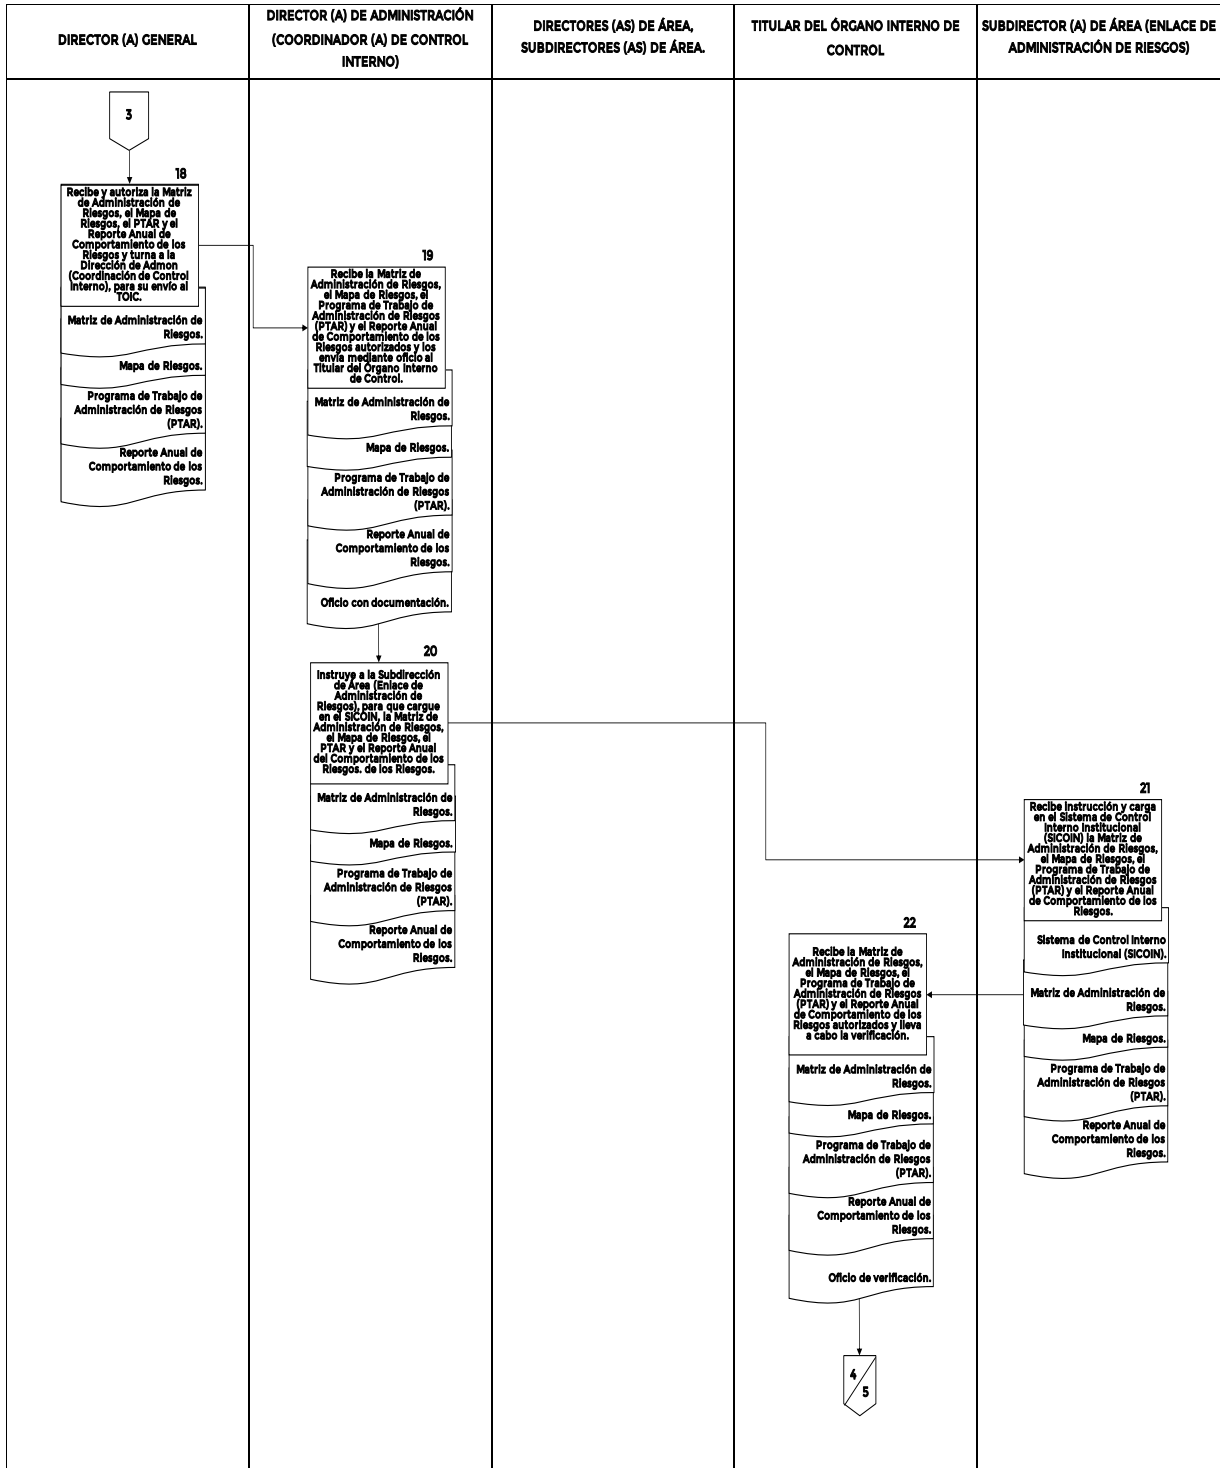 DIRECTOR (A) GENERAL
DIRECTOR (A) DE ADMINISTRACIÓN
(COORDINADOR (A) DE CONTROL
INTERNO)
DIRECTORES (AS) DE ÁREA,
SUBDIRECTORES (AS) DE ÁREA.
TITULAR DEL ÓRGANO INTERNO DE
CONTROL
SUBDIRECTOR (A) DE ÁREA (ENLACE DE
ADMINISTRACIÓN DE RIESGOS)
3
18
Recibe y autoriza la Matriz
de Administración de
Riesgos, el Mapa de
Riesgos, el PTAR y el
Reporte Anual de
Comportamiento de los
Riesgos y turna a la
Dirección de Admon
(Coordinación de Control
Interno), para su envío al
TOIC.
Matriz de Administración de
Riesgos.
Mapa de Riesgos.
Programa de Trabajo de
Administración de Riesgos
(PTAR).
Reporte Anual de
Comportamiento de los
Riesgos.
19
Recibe la Matriz de
Administración de Riesgos,
el Mapa de Riesgos, el
Programa de Trabajo de
Administración de Riesgos
(PTAR) y el Reporte Anual
de Comportamiento de los
Riesgos autorizados y los
envía mediante oficio al
Titular del Órgano Interno
de Control.
Matriz de Administración de
Riesgos.
Mapa de Riesgos.
Programa de Trabajo de
Administración de Riesgos
(PTAR).
Reporte Anual de
Comportamiento de los
Riesgos.
Oficio con documentación.
20
Instruye a la Subdirección
de Área (Enlace de
Administración de
Riesgos), para que cargue
en el SICOIN, la Matriz de
Administración de Riesgos,
el Mapa de Riesgos, el
PTAR y el Reporte Anual
del Comportamiento de los
Riesgos. de los Riesgos.
Matriz de Administración de
Riesgos.
Mapa de Riesgos.
Programa de Trabajo de
Administración de Riesgos
(PTAR).
Reporte Anual de
Comportamiento de los
Riesgos.
21
Recibe instrucción y carga
en el Sistema de Control
Interno Institucional
(SICOIN) la Matriz de
Administración de Riesgos,
el Mapa de Riesgos, el
Programa de Trabajo de
Administración de Riesgos
(PTAR) y el Reporte Anual
de Comportamiento de los
Riesgos.
Sistema de Control Interno
Institucional (SICOIN).
Matriz de Administración de
Riesgos.
Mapa de Riesgos.
Programa de Trabajo de
Administración de Riesgos
(PTAR).
Reporte Anual de
Comportamiento de los
Riesgos.
22
Recibe la Matriz de
Administración de Riesgos,
el Mapa de Riesgos, el
Programa de Trabajo de
Administración de Riesgos
(PTAR) y el Reporte Anual
de Comportamiento de los
Riesgos autorizados y lleva
a cabo la verificación.
Matriz de Administración de
Riesgos.
Mapa de Riesgos.
Programa de Trabajo de
Administración de Riesgos
(PTAR).
Reporte Anual de
Comportamiento de los
Riesgos.
Oficio de verificación.
4
5